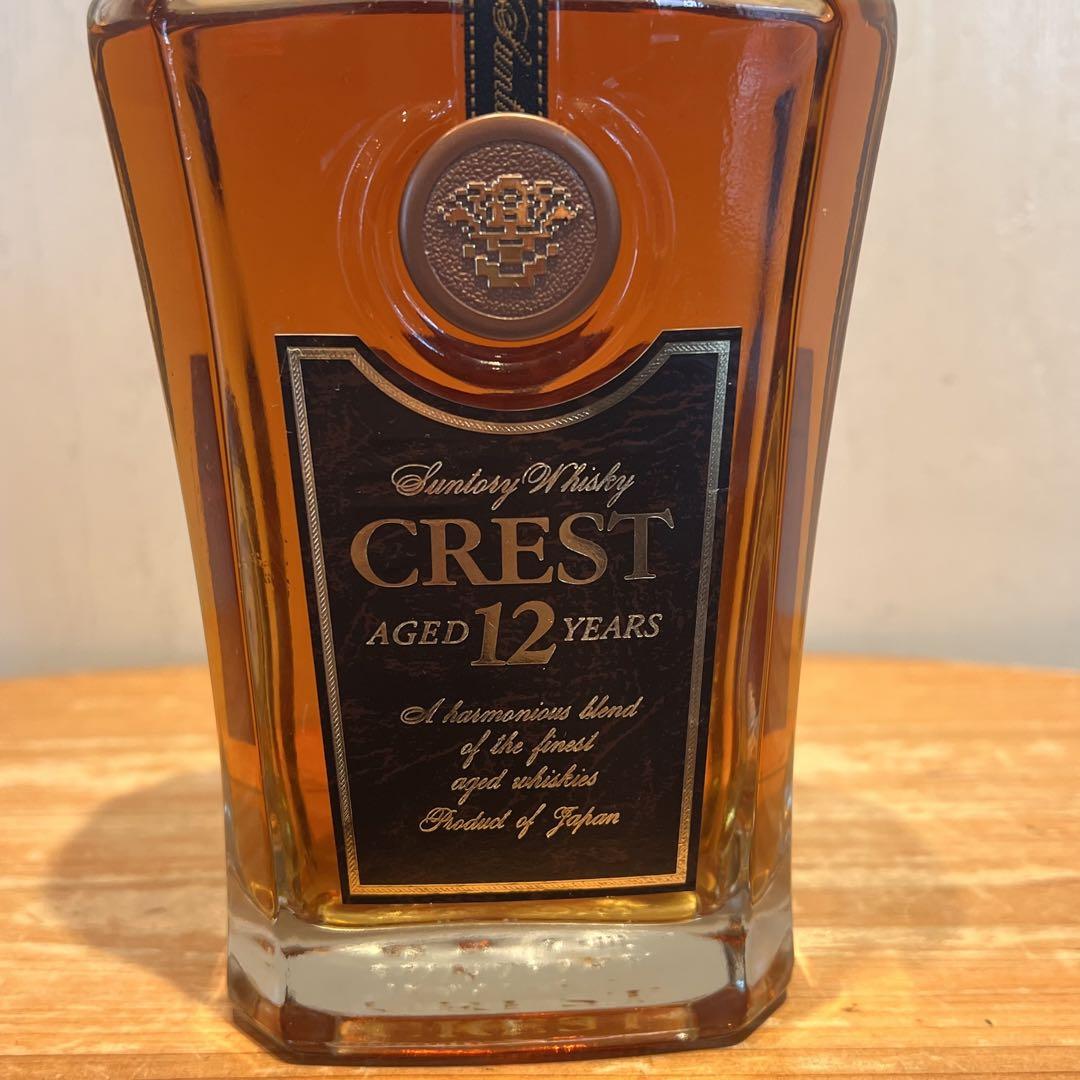 Suntory Whisky
CREST
AGED 12 YEARS
A harmonious blend
of the finest
aged whiskies
Product of Japan